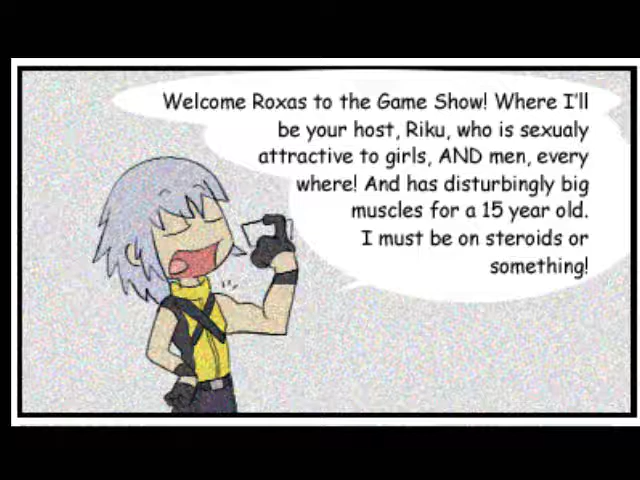 Welcome Roxas to the Game Show! Where I'll
be your host, Riku, who is sexualy
attractive to girls, AND men, every
where! And has disturbingly big
muscles for a 15 year old.
I must be on steroids or
something!